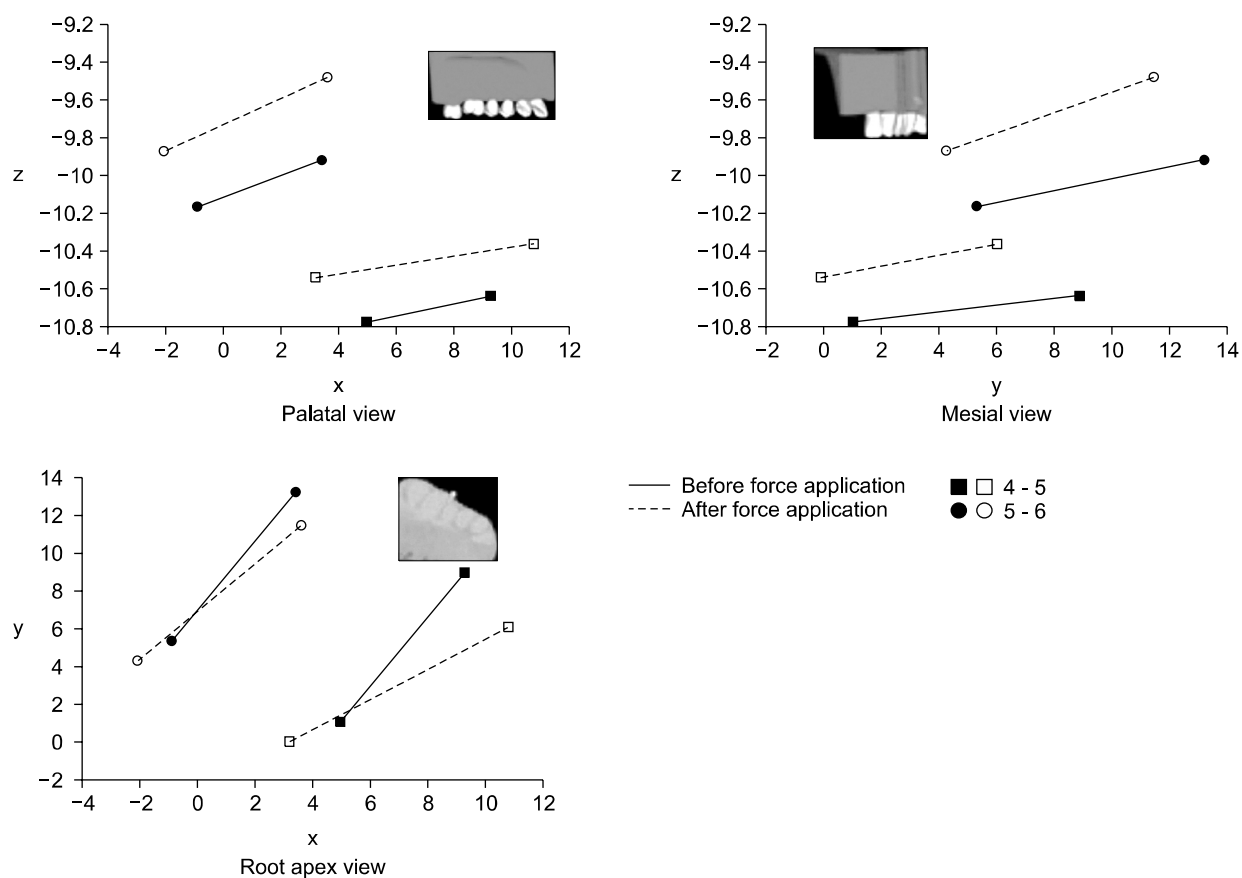 −9.2
−9.4
−9.6
−9.8
z −10
−10.2
−10.4
−10.6
−10.8
−4 −2 0 2 4 6 8 10 12
x
Palatal view
−9.2
−9.4
−9.6
−9.8
z −10
−10.2
−10.4
−10.6
−10.8
−2 0 2 4 6 8 10 12 14
y
Mesial view
14
12
10
8
y 6
4
2
0
−2
−4 −2 0 2 4 6 8 10 12
x
Root apex view
Before force application 4 - 5
After force application 5 - 6